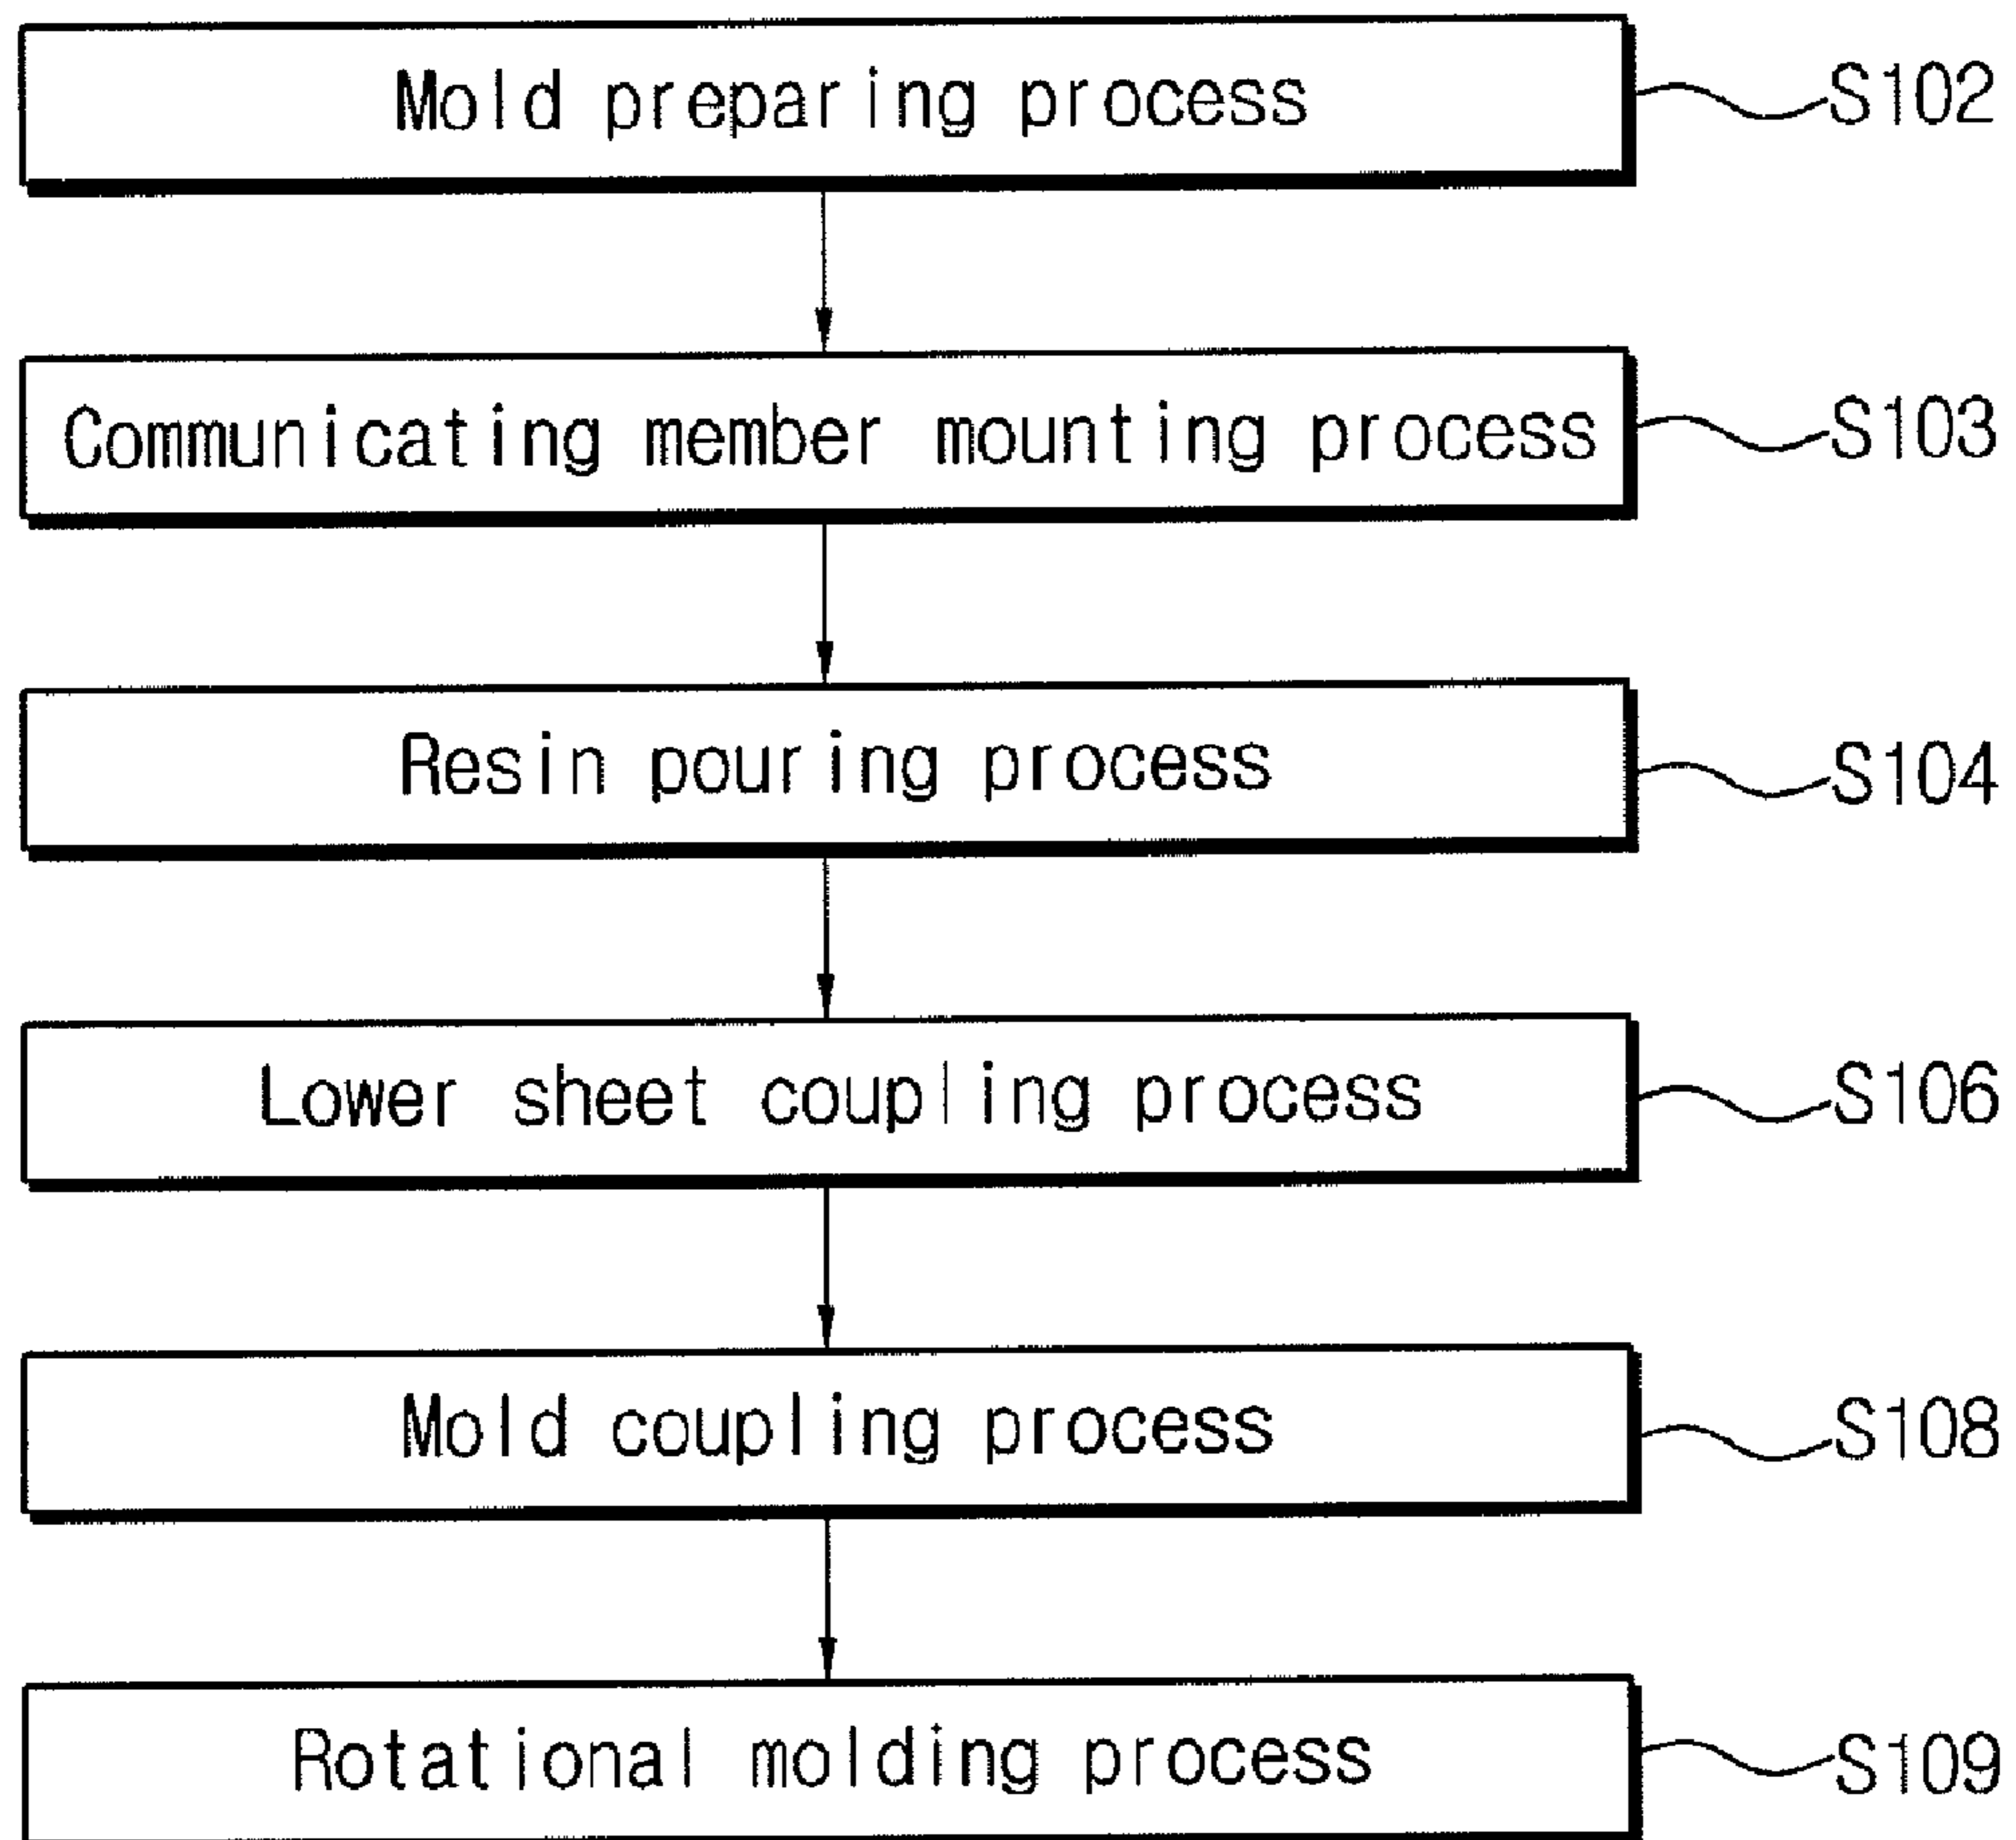 Mold preparing process S102
Communicating member mounting process S103
Resin pouring process S104
Lower sheet coupling process S106
Mold coupling process S108
Rotational molding process S109